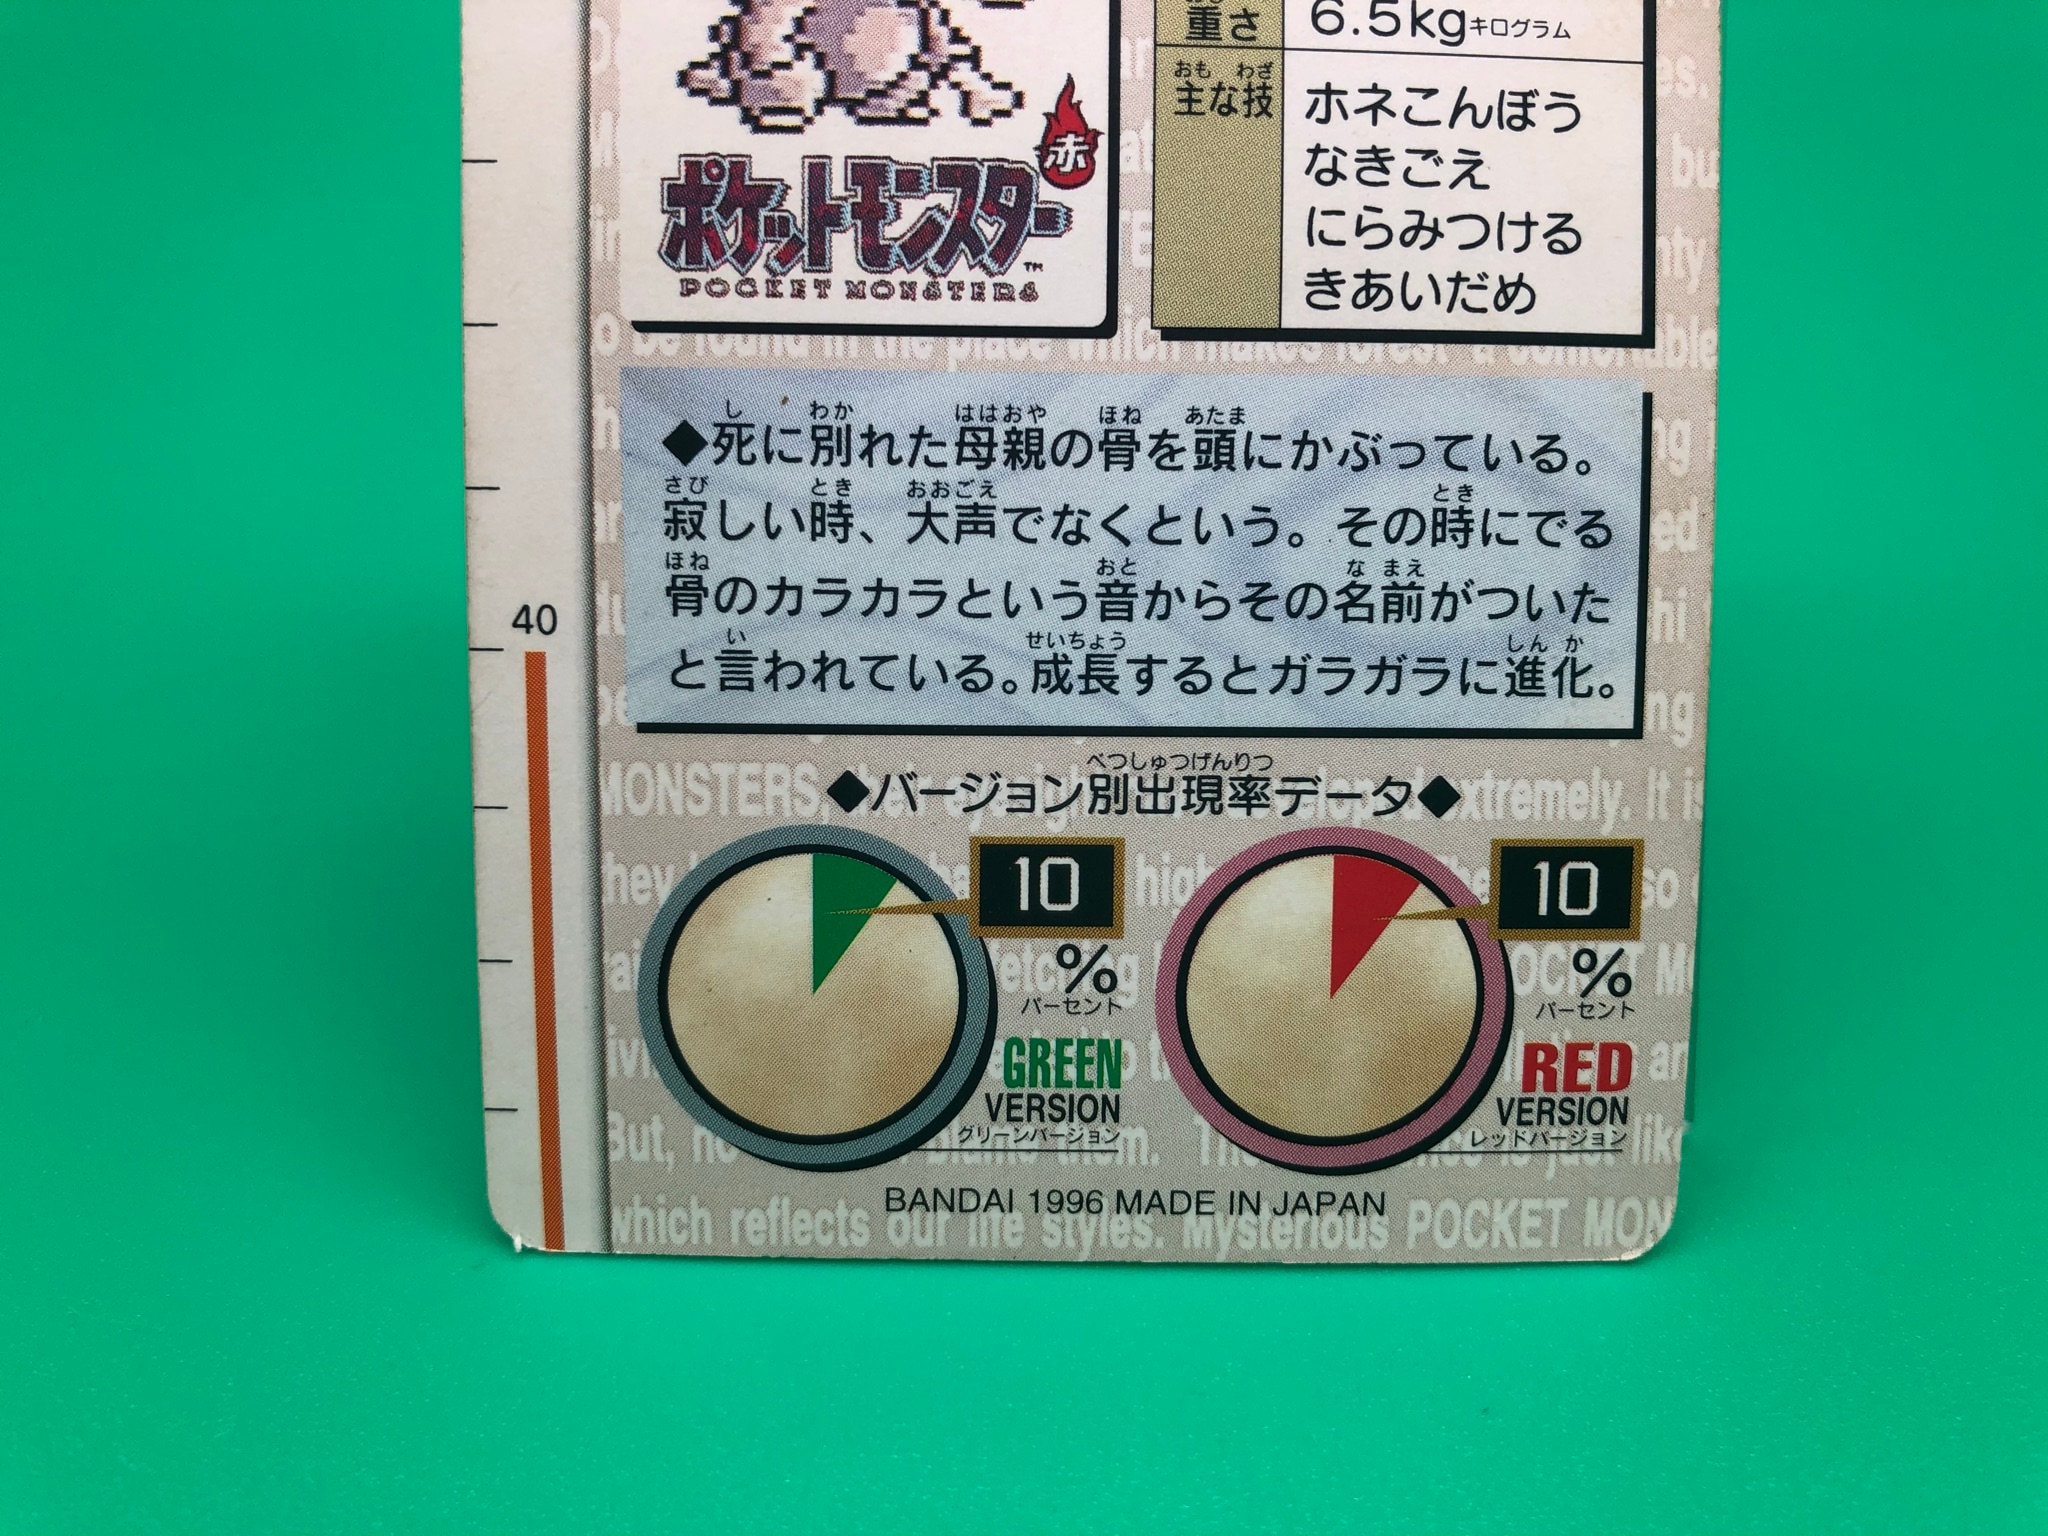 重さ
6.5kgキログラム
おも わざ
主な技
ホネこんぼう
なきごえ
にらみつける
きあいだめ
赤
ポケットモンスター™
POCKET MONSTERS
し わか ははおや ほね あたま
◆死に別れた母親の骨を頭にかぶっている。
さび とき おおごえ とき
寂しい時、大声でなくという。その時にでる
ほね おと な まえ
骨のカラカラという音からその名前がついた
い せいちょう しん か
と言われている。成長するとガラガラに進化。
40
べつしゅつげんりつ
◆バージョン別出現率データ◆
10
%
パーセント
GREEN
VERSION
グリーンバージョン
10
%
パーセント
RED
VERSION
レッドバージョン
BANDAI 1996 MADE IN JAPAN
which reflects our life styles. Mysterious POCKET MON